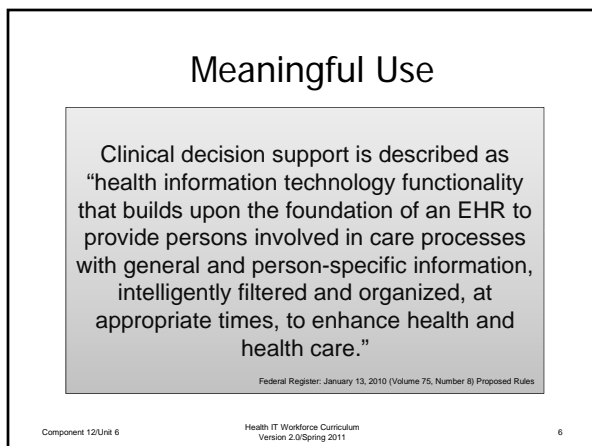 Meaningful Use
Clinical decision support is described as
“health information technology functionality
that builds upon the foundation of an EHR to
provide persons involved in care processes
with general and person-specific information,
intelligently filtered and organized, at
appropriate times, to enhance health and
health care.”
Federal Register: January 13, 2010 (Volume 75, Number 8) Proposed Rules
Component 12/Unit 6
Health IT Workforce Curriculum
Version 2.0/Spring 2011
6